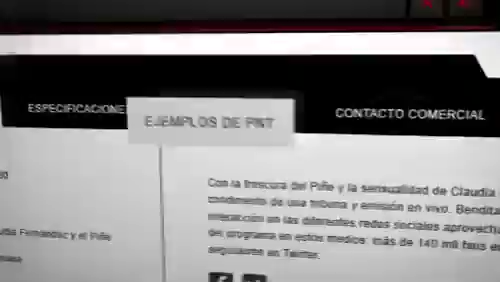 ESPECIFICACIONE
EJEMPLOS DE PNT
CONTACTO COMERCIAL
Con la frescura del Piñe y la sensualidad de Claudia
condimento de una tribuna y emisión en vivo. Bendita
interacción en las diferentes redes sociales aprovecha
del programa en estos medios: más de 140 mil fans en
seguidores en Twitter.
dia Fernández y el Piñe